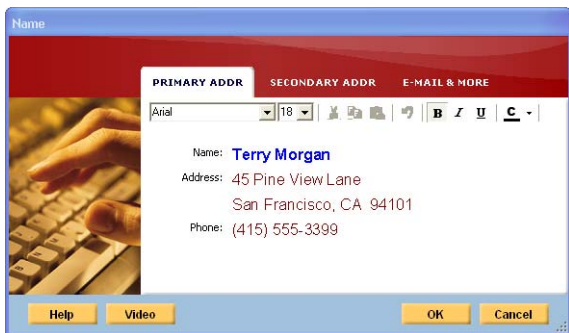 Name
PRIMARY ADDR SECONDARY ADDR E-MAIL & MORE
Arial 18 B I U C
Name: Terry Morgan
Address: 45 Pine View Lane
San Francisco, CA 94101
Phone: (415) 555-3399
Help Video OK Cancel